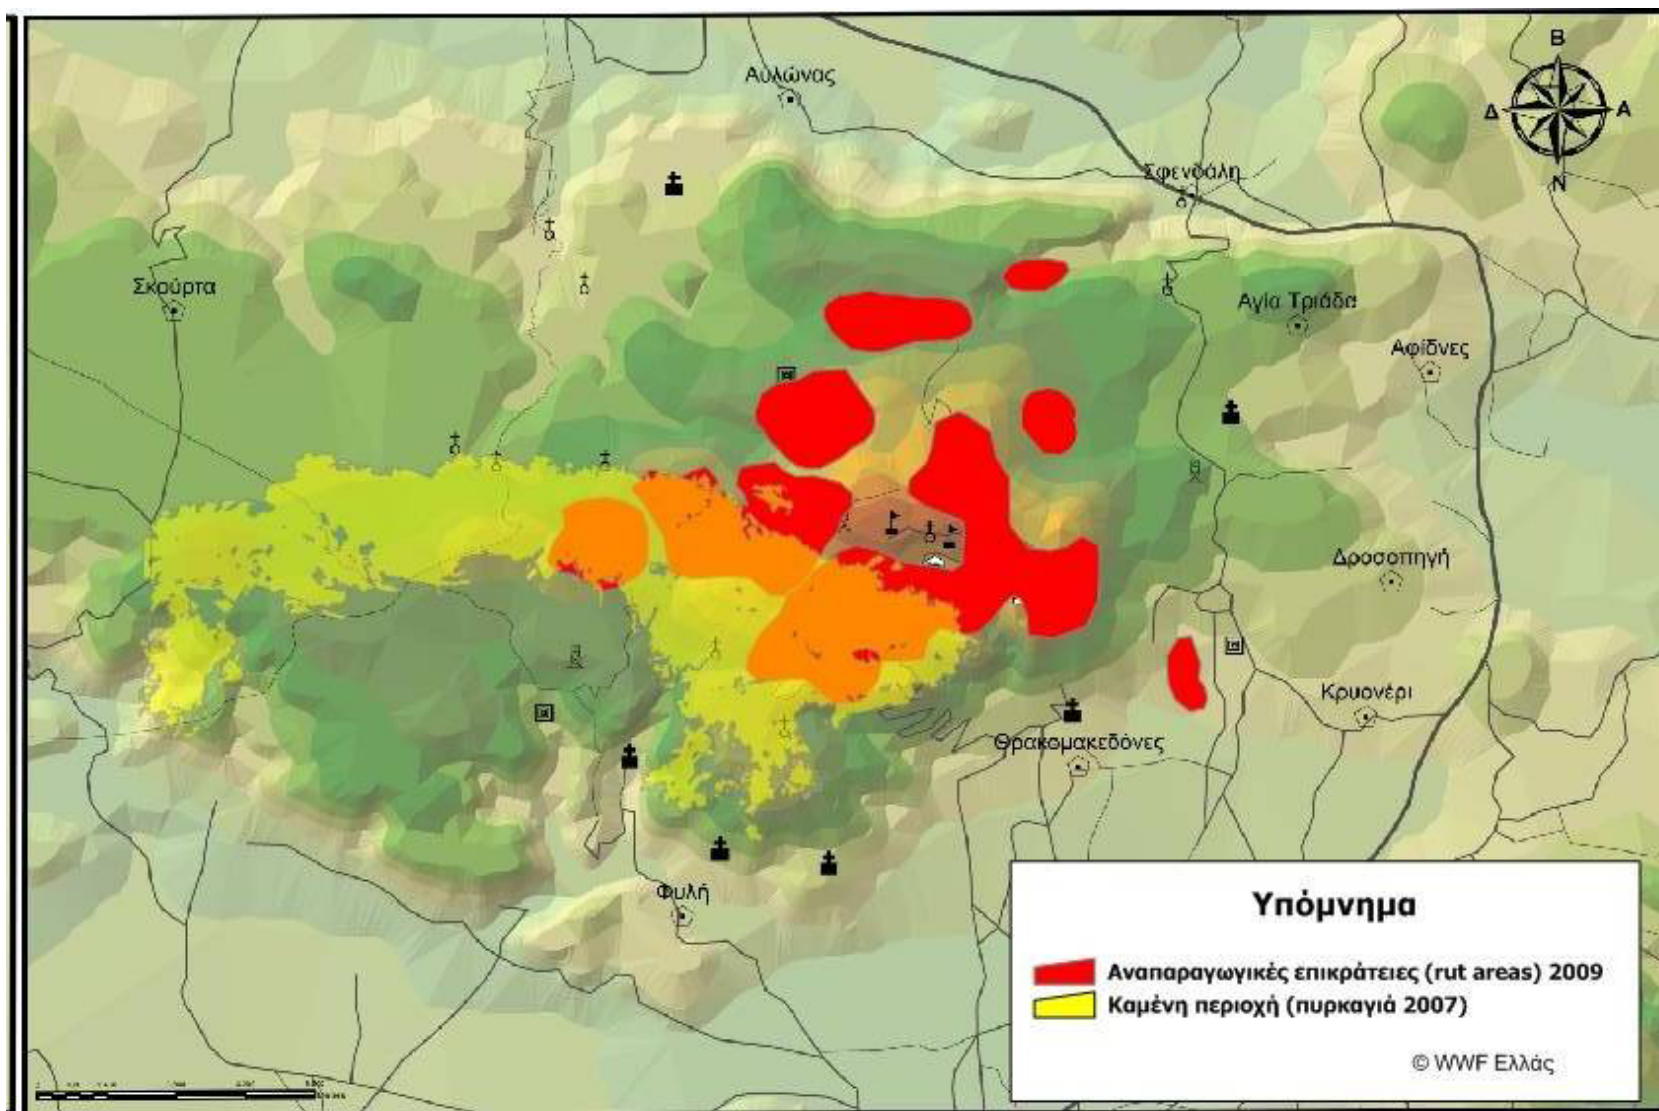 Αυλώνας
Β
Δ
Α
Ν
Σφενδάλη
Σκούρτα
Αγία Τριάδα
Αφίδνες
Δροσοπηγή
Κρυονέρι
Θρακομακεδόνες
Φυλή
Υπόμνημα
Αναπαραγωγικές επικράτειες (rut areas) 2009
Καμένη περιοχή (πυρκαγιά 2007)
© WWF Ελλάς